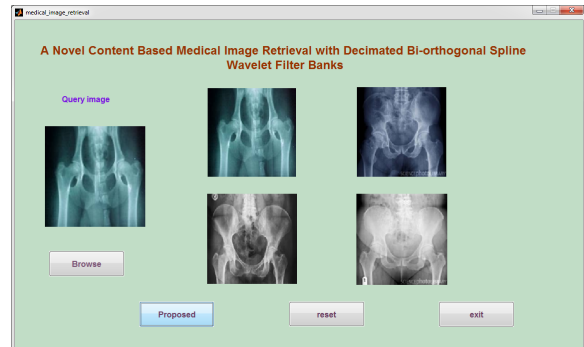 medical_image_retrieval
A Novel Content Based Medical Image Retrieval with Decimated Bi-orthogonal Spline
Wavelet Filter Banks
Query image
Browse
Proposed
reset
exit